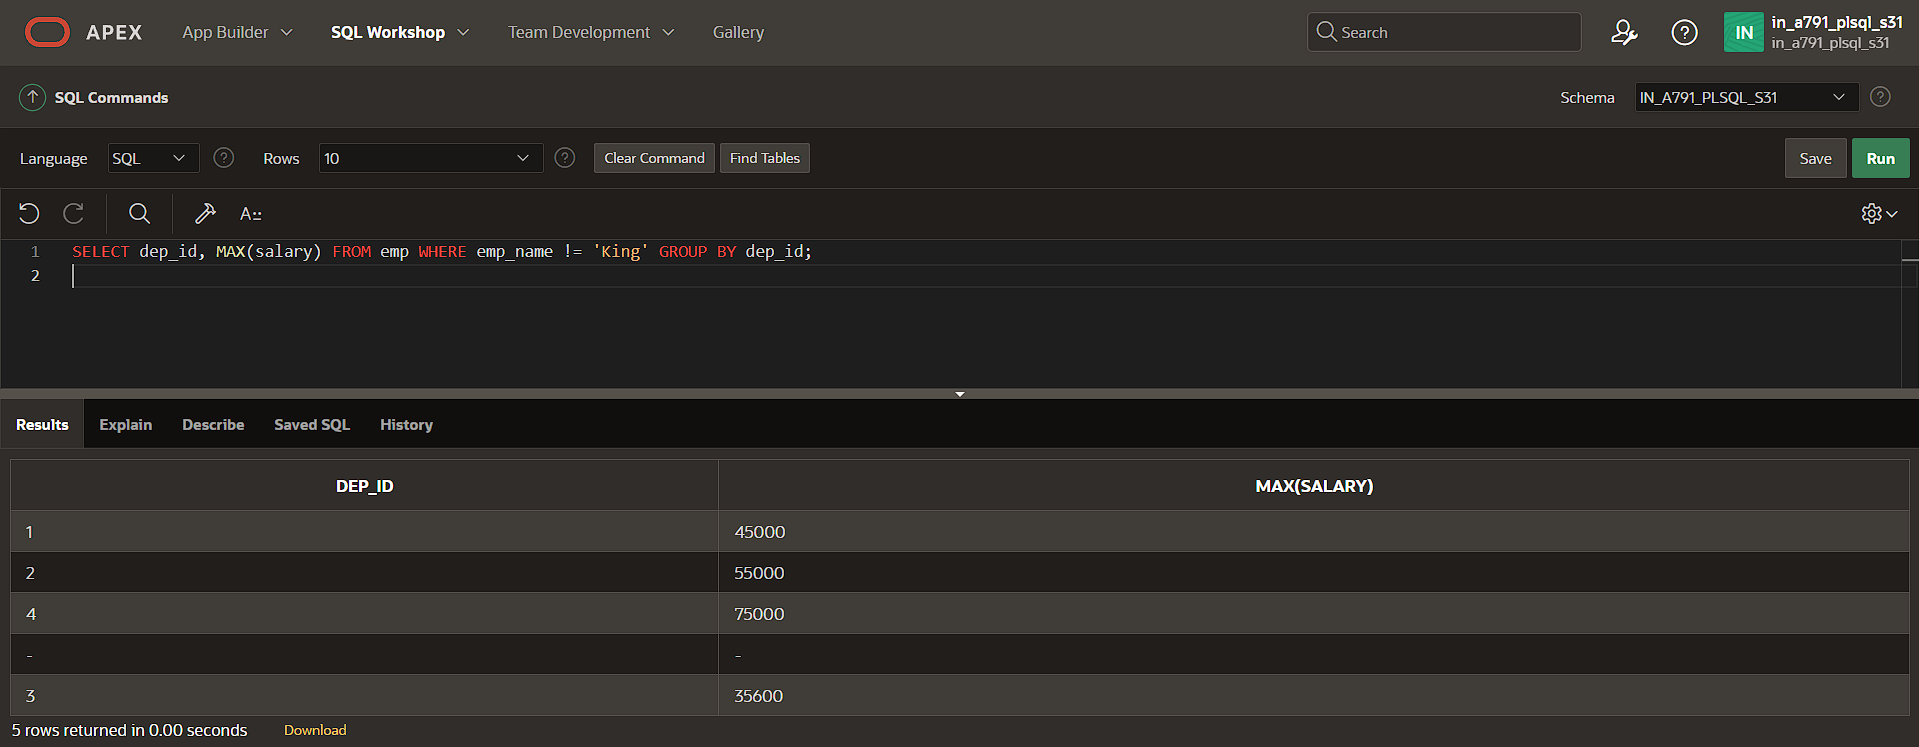 APEX App Builder SQL Workshop Team Development Gallery Search IN in_a791_plsql_s31
in_a791_plsql_s31
SQL Commands Schema IN_A791_PLSQL_S31 ?
Language SQL ? Rows 10 ? Clear Command Find Tables Save Run
A::
1 SELECT dep_id, MAX(salary) FROM emp WHERE emp_name != 'King' GROUP BY dep_id;
2
Results Explain Describe Saved SQL History
DEP_ID MAX(SALARY)
1 45000
2 55000
4 75000
- -
3 35600
5 rows returned in 0.00 seconds Download